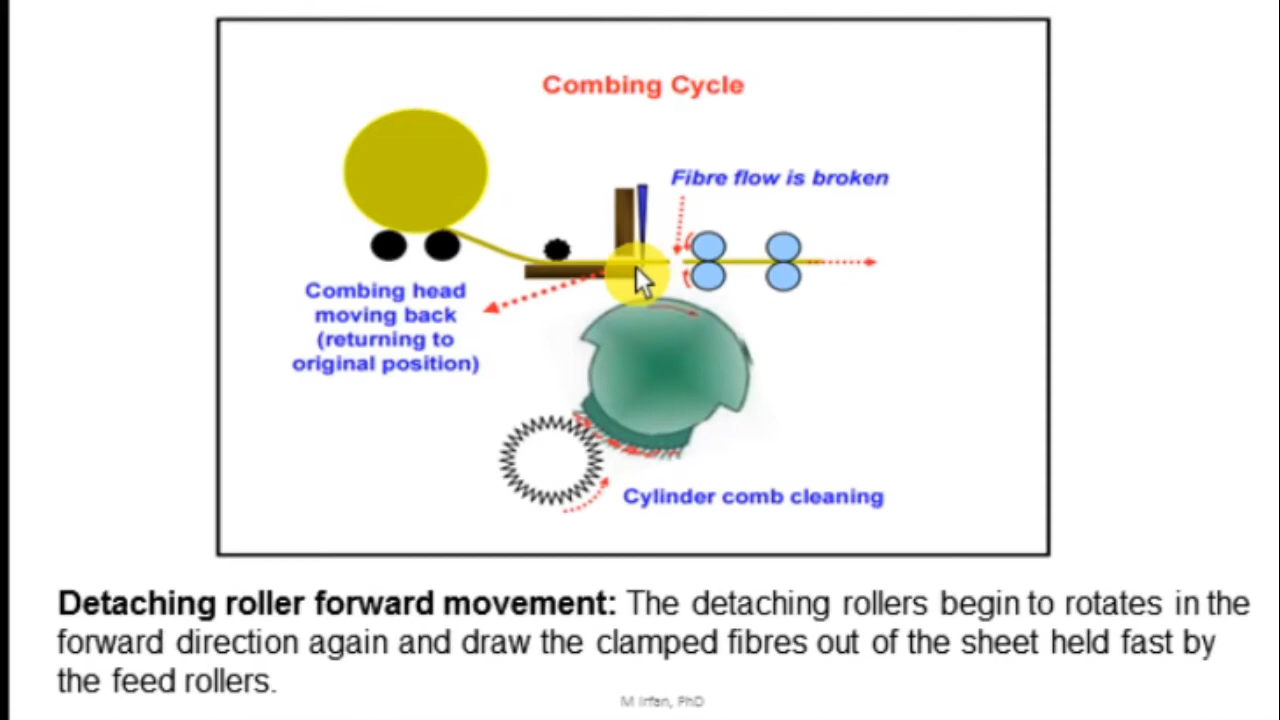 Combing Cycle
Fibre flow is broken
Combing head
moving back
(returning to
original position)
Cylinder comb cleaning
Detaching roller forward movement: The detaching rollers begin to rotates in the
forward direction again and draw the clamped fibres out of the sheet held fast by
the feed rollers.
M Irfan, PhD